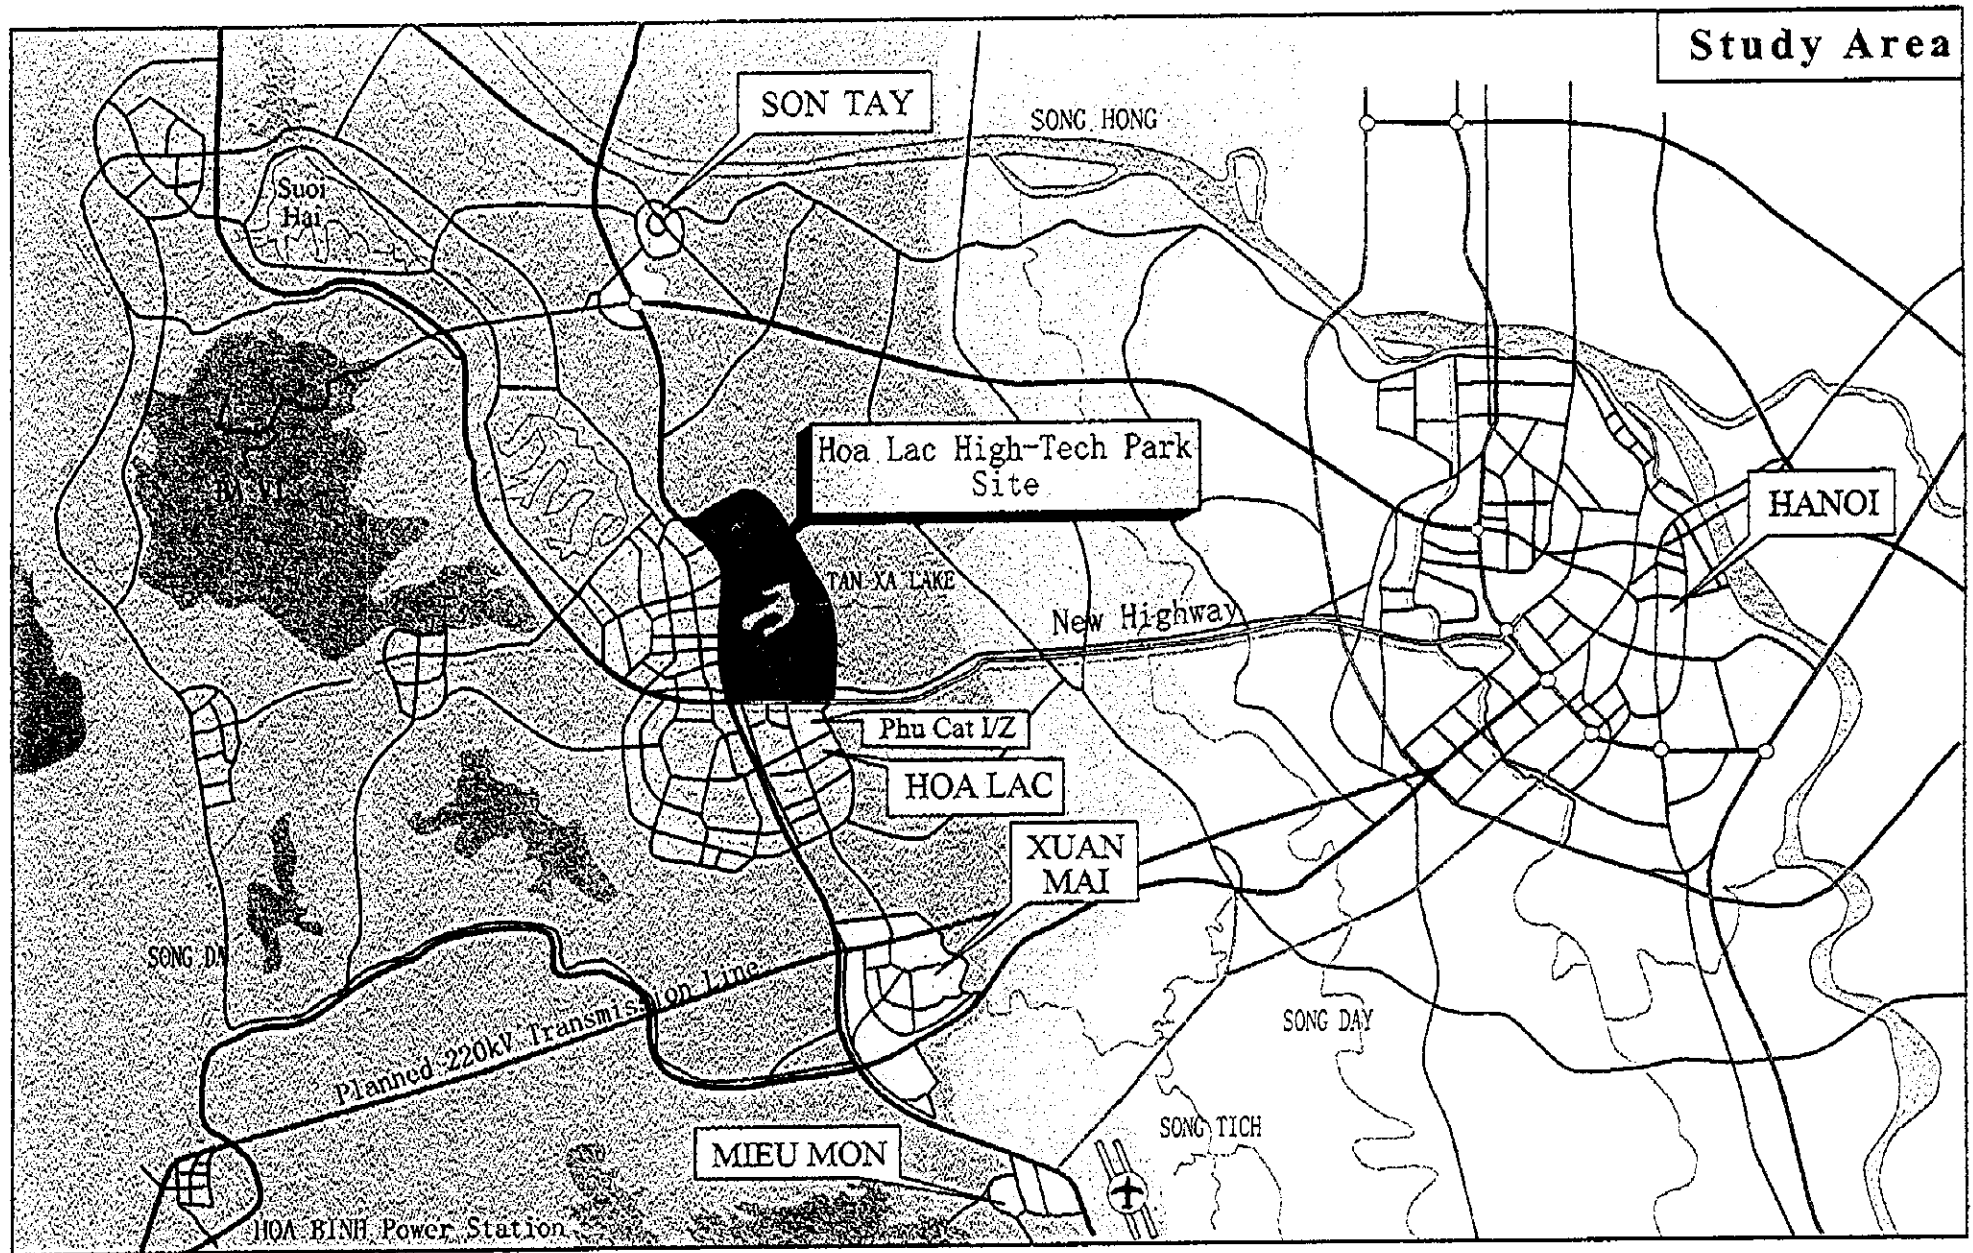 Study Area
SON TAY
SONG HONG
Suoi
Hai
Hoa Lac High-Tech Park
Site
BA VI
HANOI
TAN XA LAKE
New Highway
Phu Cat I/Z
HOA LAC
XUAN
MAI
SONG DA
Planned 220kV Transmission Line
SONG DAY
SONG TICH
MIEU MON
HOA BINH Power Station